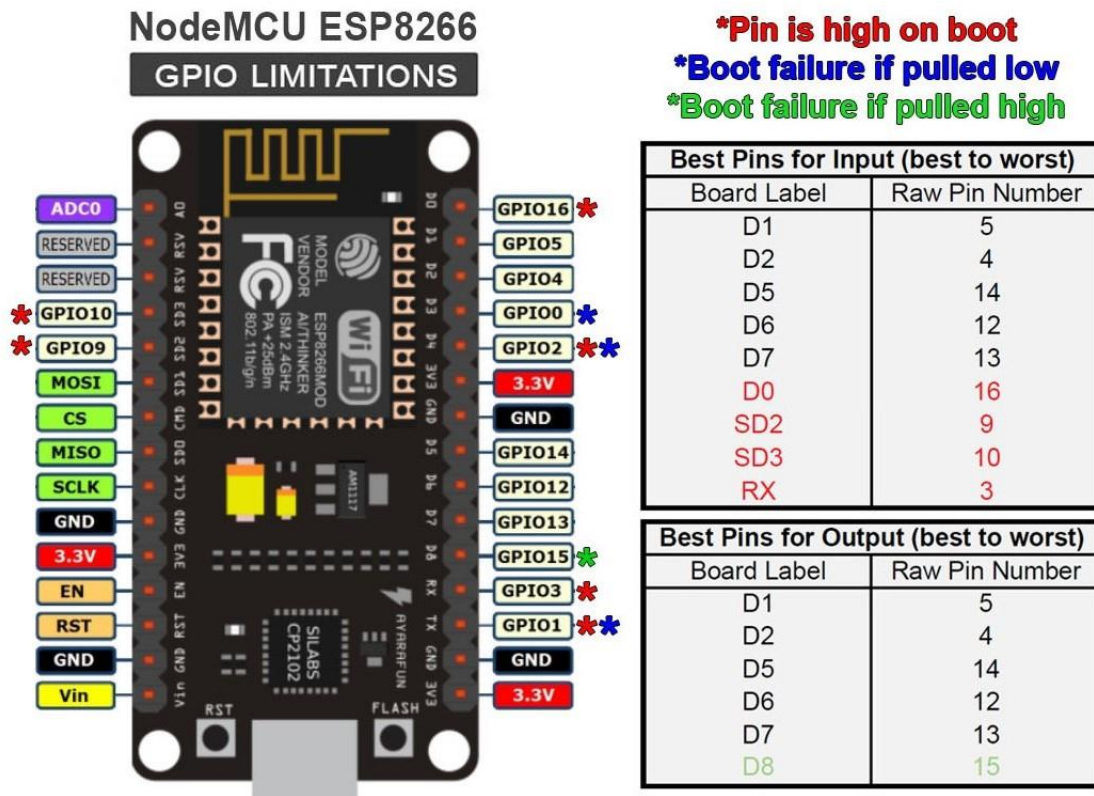 NodeMCU ESP8266
GPIO LIMITATIONS
*Pin is high on boot
*Boot failure if pulled low
*Boot failure if pulled high
ADC0
RESERVED
RESERVED
* GPIO10
* GPIO9
MOSI
CS
MISO
SCLK
GND
3.3V
EN
RST
GND
Vin
A0
RSV
RSV
SD3
SD2
SD1
CMD
SD0
CLK
GND
3V3
EN
RST
GND
Vin
MODEL
VENDOR
ESP8266MOD
AI/THINKER
ISM 2.4GHz
PA +25dBm
802.11b/g/n
FC
WiFi
AM1117
SILABS
CP2102
AYARAFUN
RST
FLASH
D0
D1
D2
D3
D4
3V3
GND
D5
D6
D7
D8
RX
TX
GND
3V3
GPIO16 *
GPIO5
GPIO4
GPIO0 *
GPIO2 **
3.3V
GND
GPIO14
GPIO12
GPIO13
GPIO15 *
GPIO3 *
GPIO1 **
GND
3.3V
Best Pins for Input (best to worst)
Board Label Raw Pin Number
D1 5
D2 4
D5 14
D6 12
D7 13
D0 16
SD2 9
SD3 10
RX 3
Best Pins for Output (best to worst)
Board Label Raw Pin Number
D1 5
D2 4
D5 14
D6 12
D7 13
D8 15